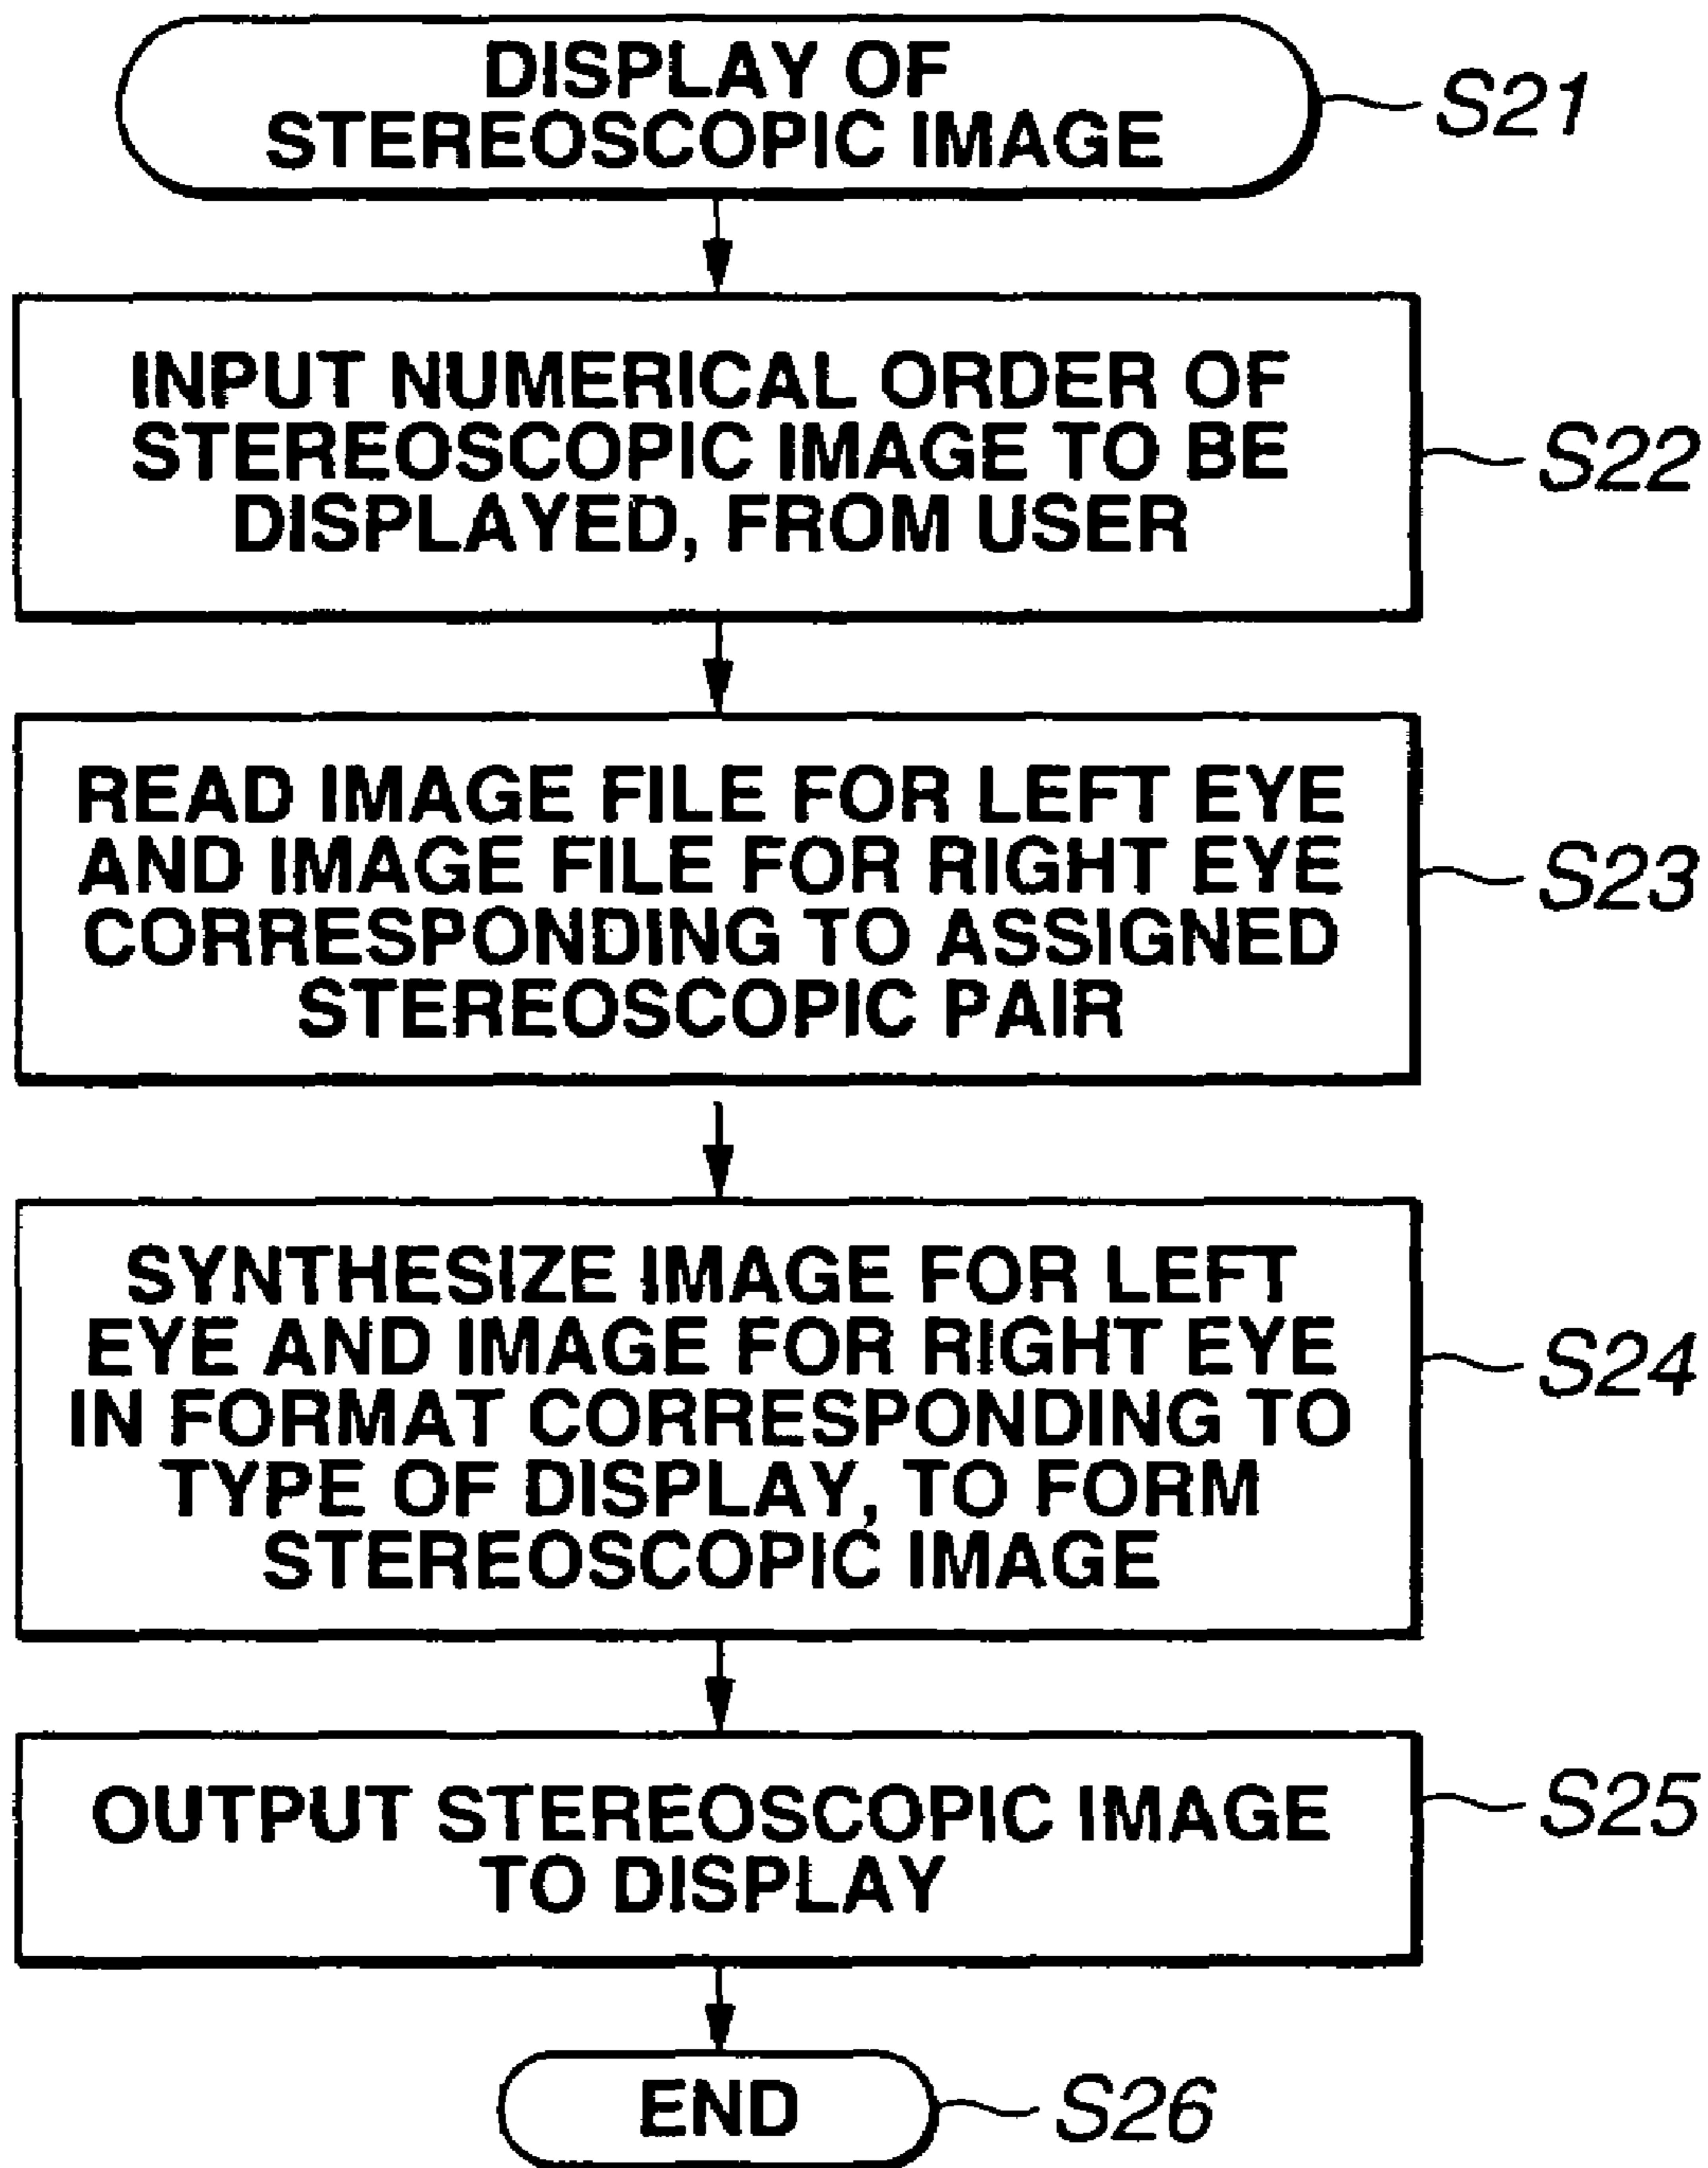 DISPLAY OF
STEREOSCOPIC IMAGE
S21
INPUT NUMERICAL ORDER OF
STEREOSCOPIC IMAGE TO BE
DISPLAYED, FROM USER
S22
READ IMAGE FILE FOR LEFT EYE
AND IMAGE FILE FOR RIGHT EYE
CORRESPONDING TO ASSIGNED
STEREOSCOPIC PAIR
S23
SYNTHESIZE IMAGE FOR LEFT
EYE AND IMAGE FOR RIGHT EYE
IN FORMAT CORRESPONDING TO
TYPE OF DISPLAY, TO FORM
STEREOSCOPIC IMAGE
S24
OUTPUT STEREOSCOPIC IMAGE
TO DISPLAY
S25
END
S26